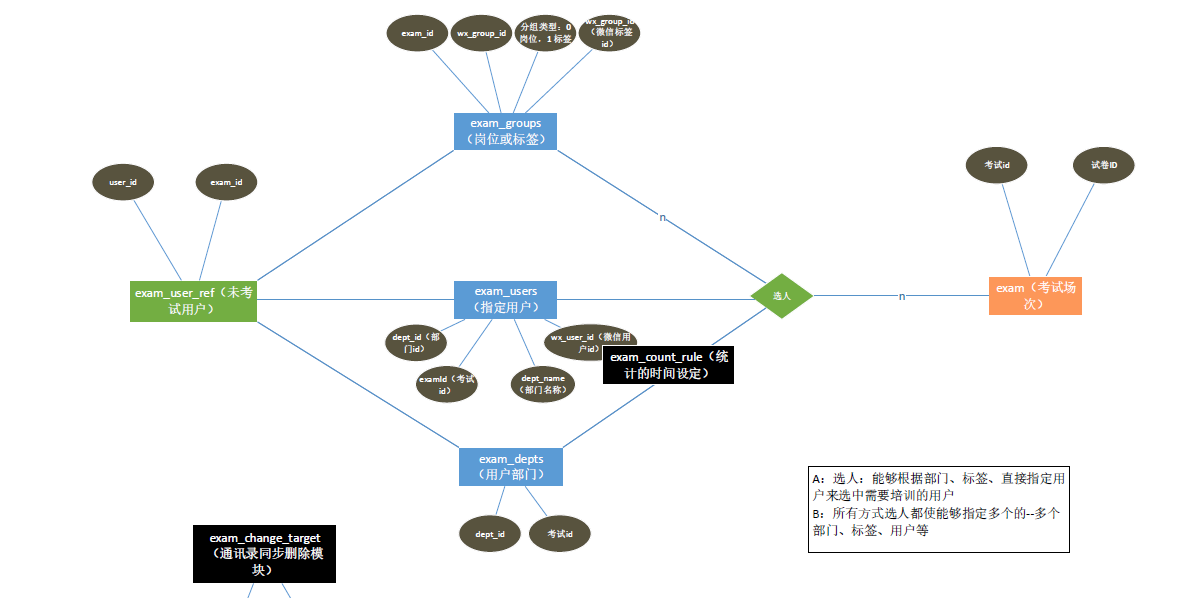 exam_id
wx_group_id
分组类型：0
岗位，1标签
wx_group_id
（微信标签
id）
exam_groups
（岗位或标签）
user_id
exam_id
考试id
试卷ID
n
exam_user_ref（未考
试用户）
exam_users
（指定用户）
选人
n
exam（考试场
次）
dept_id（部
门id）
examId（考试
id）
dept_name
（部门名称）
wx_user_id（微信用
户id）
exam_count_rule（统
计的时间设定）
exam_depts
（用户部门）
dept_id
考试id
A：选人：能够根据部门、标签、直接指定用
户来选中需要培训的用户
B：所有方式选人都使能够指定多个的--多个
部门、标签、用户等
exam_change_target
（通讯录同步删除模
块）